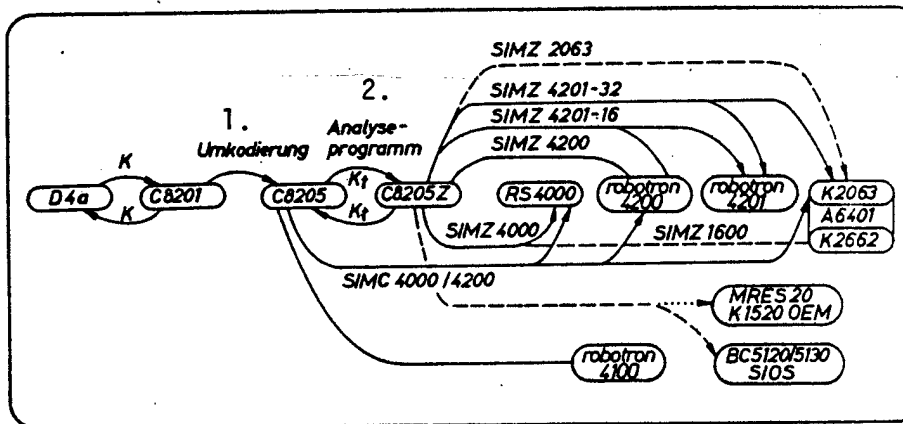 SIMZ 2063
SIMZ 4201-32
SIMZ 4201-16
SIMZ 4200
1.
2.
Umkodierung
Analyse-
programm
K
K
K†
K†
D4a
C8201
C8205
C8205Z
RS 4000
robotron
4200
robotron
4201
K2063
A6401
K2662
SIMZ 4000
SIMZ 1600
SIMC 4000/4200
MRES 20
K1520 OEM
robotron
4100
BC5120/5130
SIOS